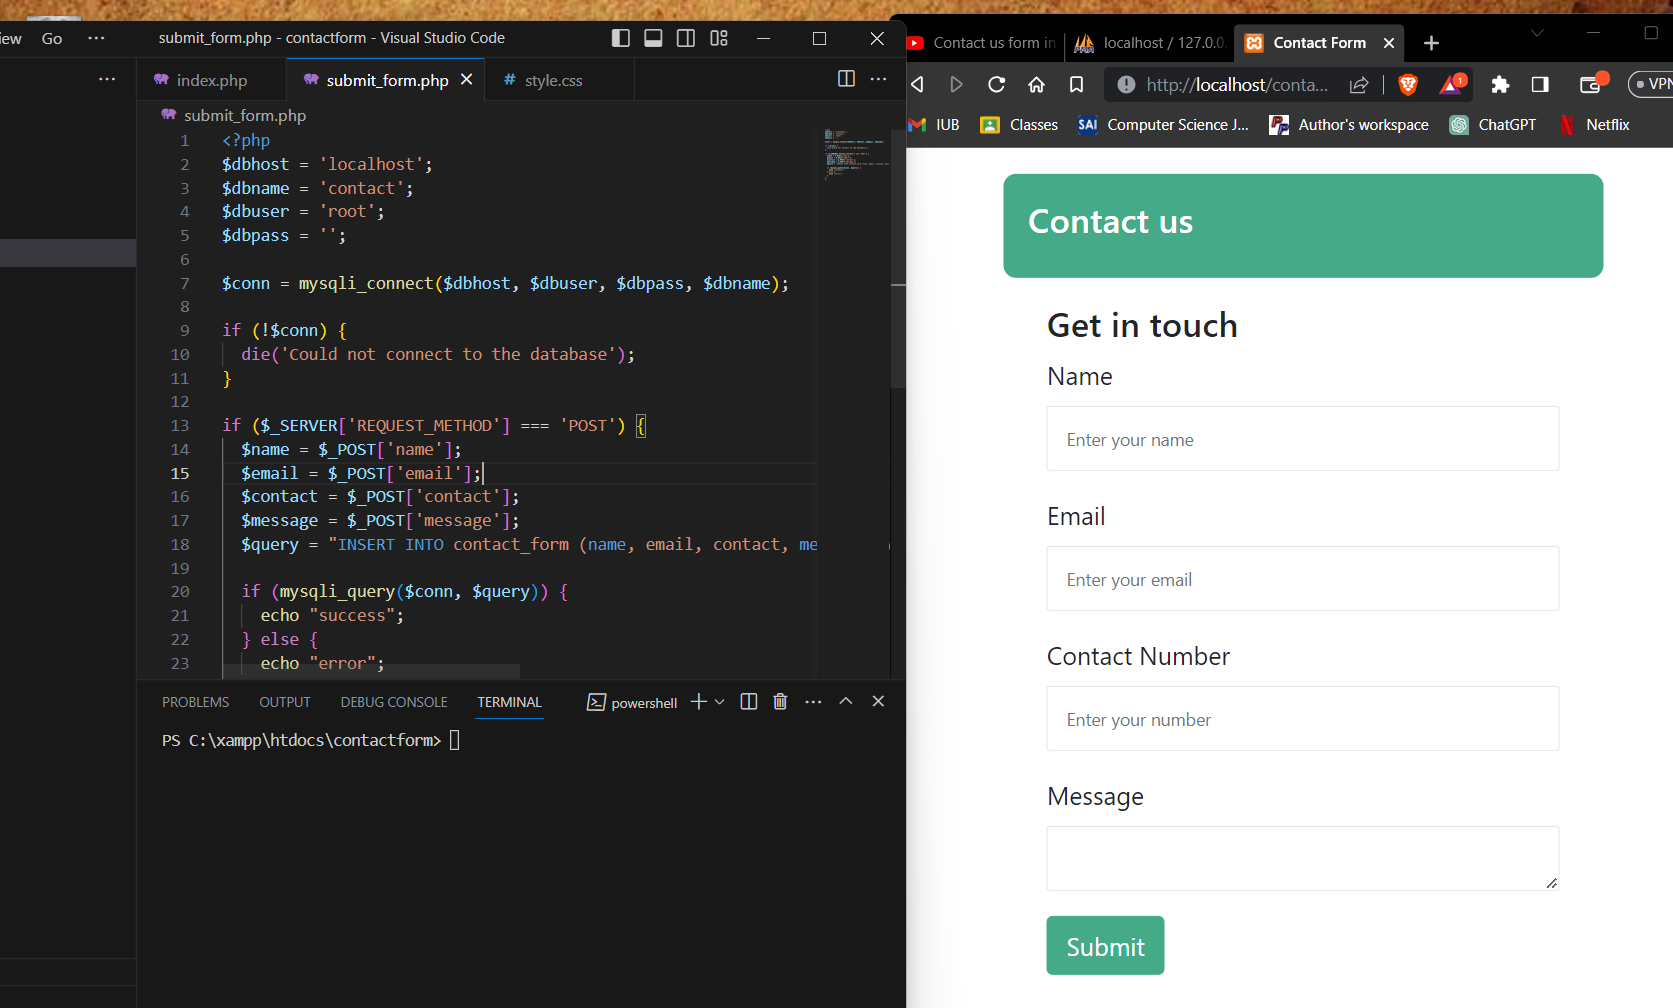 iew Go ··· submit_form.php - contactform - Visual Studio Code
index.php submit_form.php # style.css
submit_form.php
1 <?php
2 $dbhost = 'localhost';
3 $dbname = 'contact';
4 $dbuser = 'root';
5 $dbpass = '';
6
7 $conn = mysqli_connect($dbhost, $dbuser, $dbpass, $dbname);
8
9 if (!$conn) {
10 die('Could not connect to the database');
11 }
12
13 if ($_SERVER['REQUEST_METHOD'] === 'POST') {
14 $name = $_POST['name'];
15 $email = $_POST['email'];
16 $contact = $_POST['contact'];
17 $message = $_POST['message'];
18 $query = "INSERT INTO contact_form (name, email, contact, me
19
20 if (mysqli_query($conn, $query)) {
21 echo "success";
22 } else {
23 echo "error";
PROBLEMS OUTPUT DEBUG CONSOLE TERMINAL powershell
PS C:\xampp\htdocs\contactform>
Contact us form in localhost / 127.0.0. Contact Form
http://localhost/conta... 1 VPN
IUB Classes SAI Computer Science J... Author's workspace ChatGPT Netflix
Contact us
Get in touch
Name
Enter your name
Email
Enter your email
Contact Number
Enter your number
Message
Submit